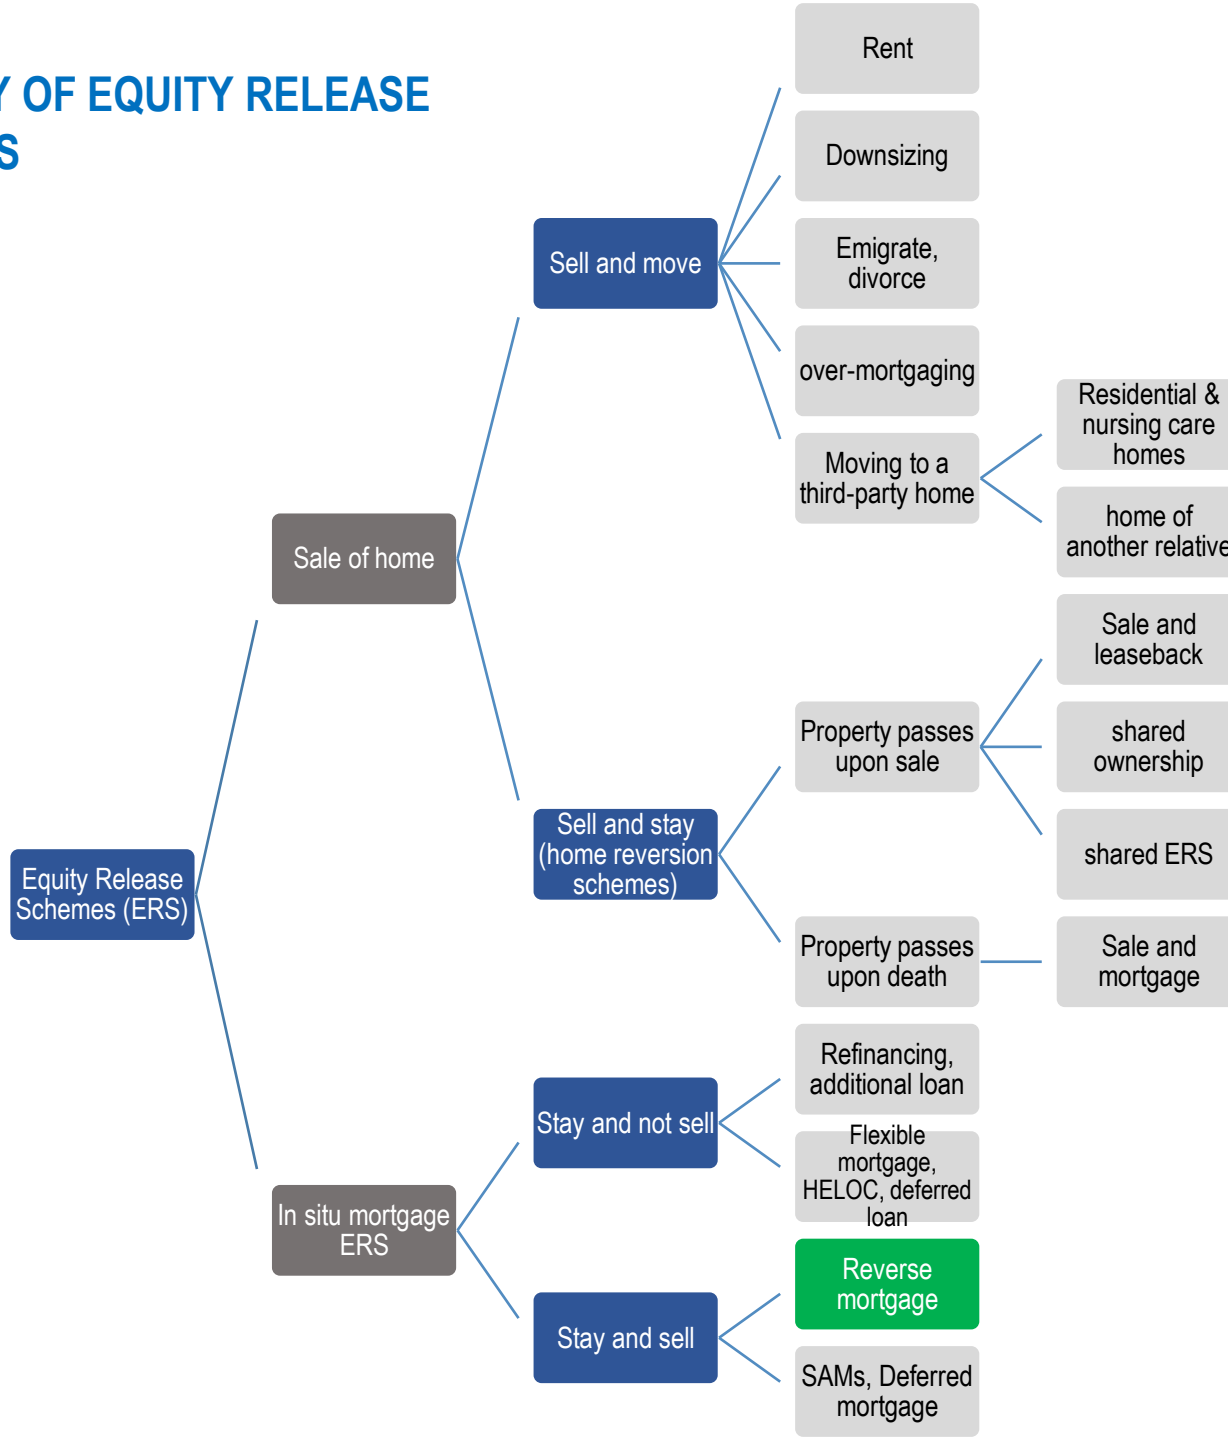 Y OF EQUITY RELEASE
S
Rent
Downsizing
Sell and move
Emigrate,
divorce
over-mortgaging
Moving to a
third-party home
Residential &
nursing care
homes
home of
another relative
Sale of home
Sale and
leaseback
Property passes
upon sale
shared
ownership
shared ERS
Sell and stay
(home reversion
schemes)
Equity Release
Schemes (ERS)
Property passes
upon death
Sale and
mortgage
Refinancing,
additional loan
Stay and not sell
Flexible
mortgage,
HELOC, deferred
loan
In situ mortgage
ERS
Reverse
mortgage
Stay and sell
SAMs, Deferred
mortgage